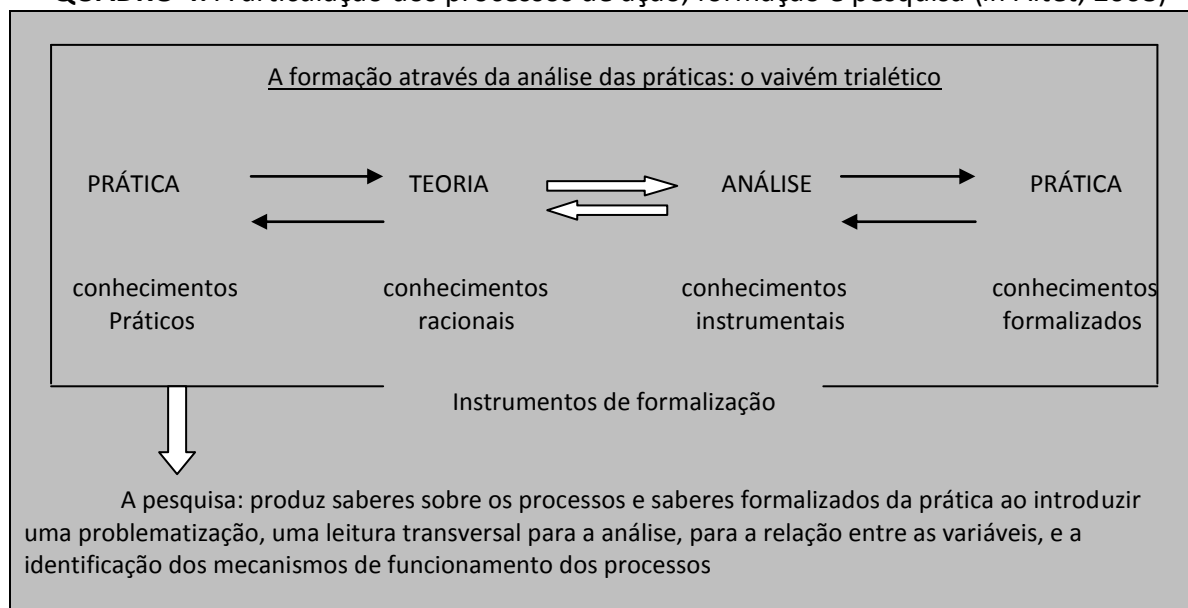 A formação através da análise das práticas: o vaivém trialético
PRÁTICA TEORIA ANÁLISE PRÁTICA
conhecimentos conhecimentos conhecimentos conhecimentos
Práticos racionais instrumentais formalizados
Instrumentos de formalização
A pesquisa: produz saberes sobre os processos e saberes formalizados da prática ao introduzir
uma problematização, uma leitura transversal para a análise, para a relação entre as variáveis, e a
identificação dos mecanismos de funcionamento dos processos